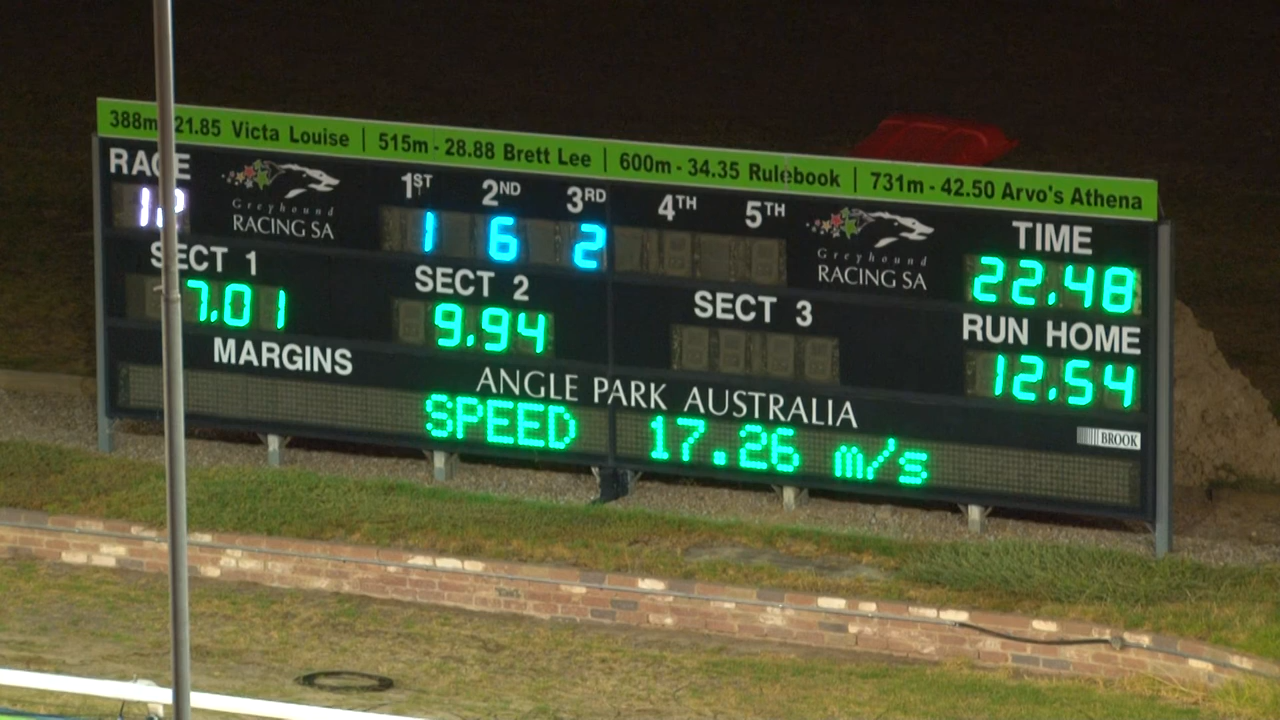 388m 21.85 Victa Louise | 515m - 28.88 Brett Lee | 600m - 34.35 Rulebook | 731m - 42.50 Arvo's Athena
RACE
Greyhound
RACING SA
1ST 2ND 3RD 4TH 5TH
1 6 2
Greyhound
RACING SA
TIME
22.48
SECT 1
7.01
SECT 2
9.94
SECT 3
RUN HOME
12.54
MARGINS
ANGLE PARK AUSTRALIA
BROOK
SPEED 17.26 m/s